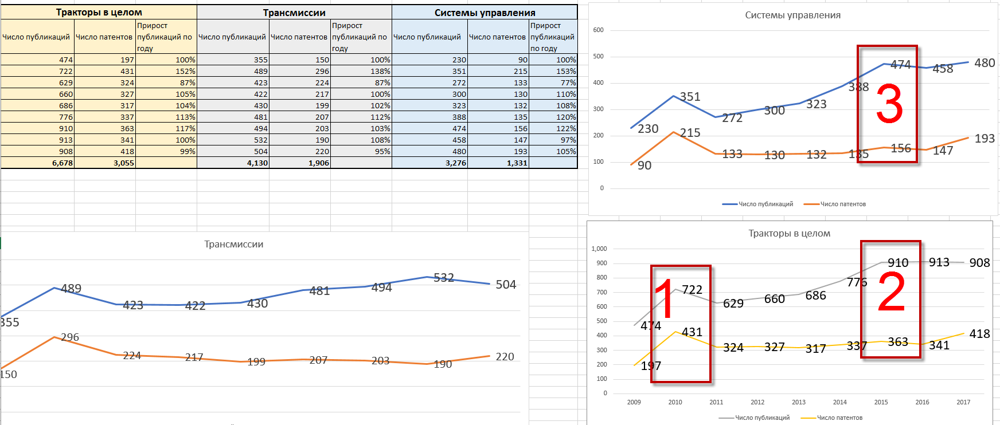 Тракторы в целом Трансмиссии Системы управления
Число публикаций Число патентов Прирост публикаций по году Число публикаций Число патентов Прирост публикаций по году Число публикаций Число патентов Прирост публикаций по году
474 197 100% 355 150 100% 230 90 100%
722 431 152% 489 296 138% 351 215 153%
629 324 87% 423 224 87% 272 133 77%
660 327 105% 422 217 100% 300 130 110%
686 317 104% 430 199 102% 323 132 108%
776 337 113% 481 207 112% 388 135 120%
910 363 117% 494 203 103% 474 156 122%
913 341 100% 532 190 108% 458 147 97%
908 418 99% 504 220 95% 480 193 105%
6,678 3,055 4,130 1,906 3,276 1,331
Системы управления
600
500
400
300
200
100
0
230 351 272 300 323 388 474 458 480
90 215 133 130 132 135 156 147 193
3
Число публикаций Число патентов
Трансмиссии
355 489 423 422 430 481 494 532 504
150 296 224 217 199 207 203 190 220
Тракторы в целом
1,000
900
800
700
600
500
400
300
200
100
0
474 722 629 660 686 776 910 913 908
197 431 324 327 317 337 363 341 418
1
2
2009 2010 2011 2012 2013 2014 2015 2016 2017
Число публикаций Число патентов